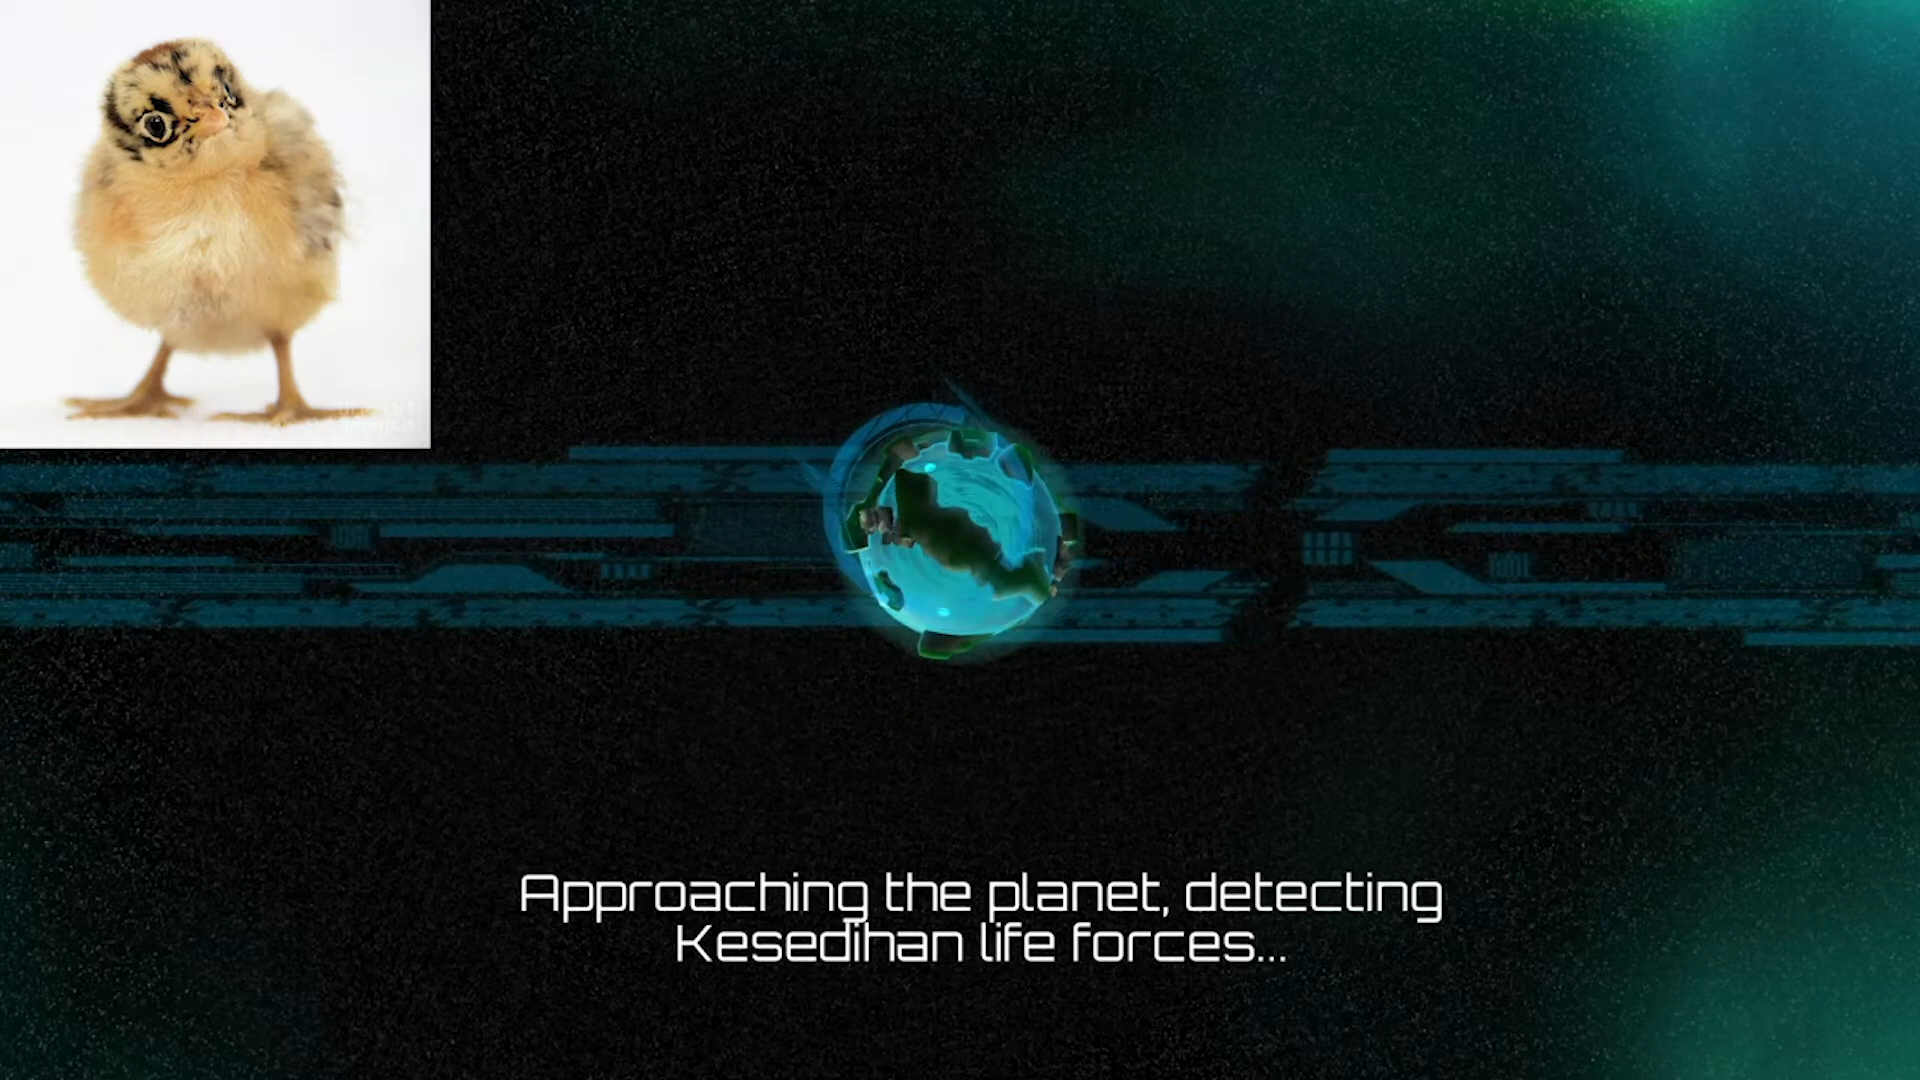 Approaching the planet, detecting
Kesedihan life forces...